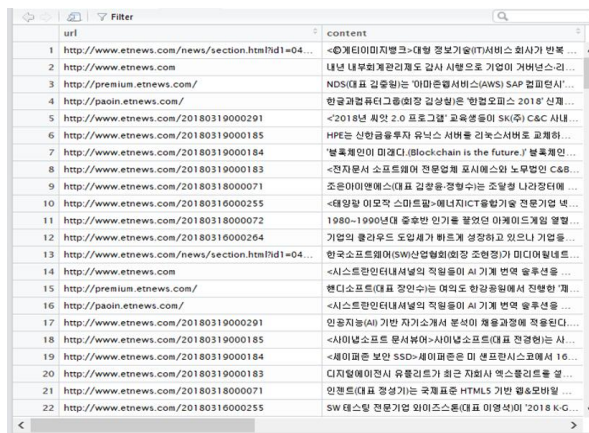 Filter
url content
1 http://www.etnews.com/news/section.html?id1=04... <©게티이미지뱅크>대형 정보기술(IT)서비스 회사가 반복 ...
2 http://www.etnews.com 내년 내부회계관리제도 감사 시행으로 기업이 거버넌스·리...
3 http://premium.etnews.com/ NDS(대표 김중원)는 '아마존웹서비스(AWS) SAP 컴피턴시'...
4 http://paoin.etnews.com/ 한글과컴퓨터그룹(회장 김상철)은 '한컴오피스 2018' 신제...
5 http://www.etnews.com/20180319000291 <'2018년 씨앗 2.0 프로그램' 교육생들이 SK(주) C&C 사내...
6 http://www.etnews.com/20180319000185 HPE는 신한금융투자 유닉스 서버를 리눅스서버로 교체하...
7 http://www.etnews.com/20180319000184 '블록체인이 미래다.(Blockchain is the future.)' 블록체인...
8 http://www.etnews.com/20180319000183 <전자문서 소프트웨어 전문업체 포시에스와 노무법인 C&B...
9 http://www.etnews.com/20180318000071 조은아이앤에스(대표 김창용·정형수)는 조달청 나라장터에 ...
10 http://www.etnews.com/20180316000255 <태양광 이모작 스마트팜>에너지ICT융합기술 전문기업 넥...
11 http://www.etnews.com/20180318000072 1980~1990년대 중후반 인기를 끌었던 아케이드게임 열혈...
12 http://www.etnews.com/20180316000264 기업의 클라우드 도입세가 빠르게 성장하고 있으나 기업들...
13 http://www.etnews.com/news/section.html?id1=04... 한국소프트웨어(SW)산업협회(회장 조현정)가 미디어윌네트...
14 http://www.etnews.com <시스트란인터내셔널의 직원들이 AI 기계 번역 솔루션을 ...
15 http://premium.etnews.com/ 핸디소프트(대표 장인수)는 여의도 한강공원에서 진행한 '제...
16 http://paoin.etnews.com/ <시스트란인터내셔널의 직원들이 AI 기계 번역 솔루션을 ...
17 http://www.etnews.com/20180319000291 인공지능(AI) 기반 자기소개서 분석이 채용과정에 적용된다....
18 http://www.etnews.com/20180319000185 <사이냅소프트 문서뷰어>사이냅소프트(대표 전경헌)는 사...
19 http://www.etnews.com/20180319000184 <세이퍼존 보안 SSD>세이퍼존은 미 샌프란시스코에서 16...
20 http://www.etnews.com/20180319000183 디지털에이전시 유플리트가 최근 자회사 엑스플리트를 설...
21 http://www.etnews.com/20180318000071 인젠트(대표 정성기)는 국제표준 HTML5 기반 웹&모바일 ...
22 http://www.etnews.com/20180316000255 SW 테스팅 전문기업 와이즈스톤(대표 이영석)이 '2018 K-G...